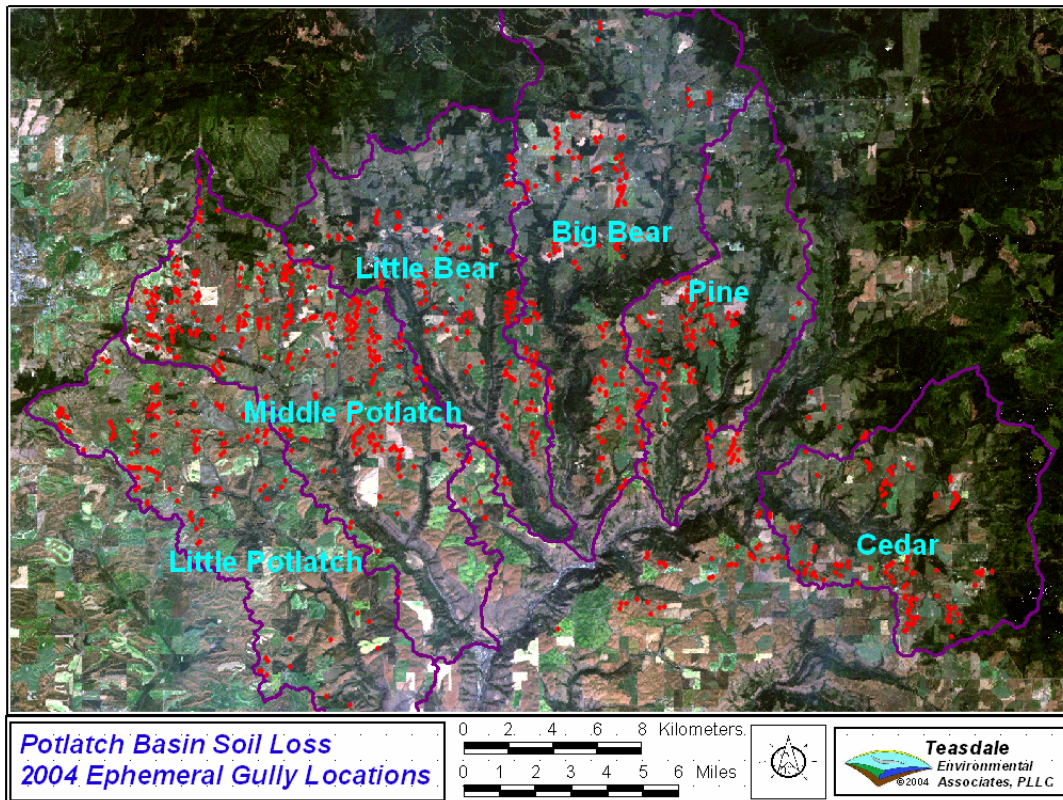 Big Bear
Little Bear
Pine
Middle Potlatch
Cedar
Little Potlatch
Potlatch Basin Soil Loss
2004 Ephemeral Gully Locations
0 2 4 6 8 Kilometers
0 1 2 3 4 5 6 Miles
N
Teasdale
Environmental
©2004 Associates, PLLC